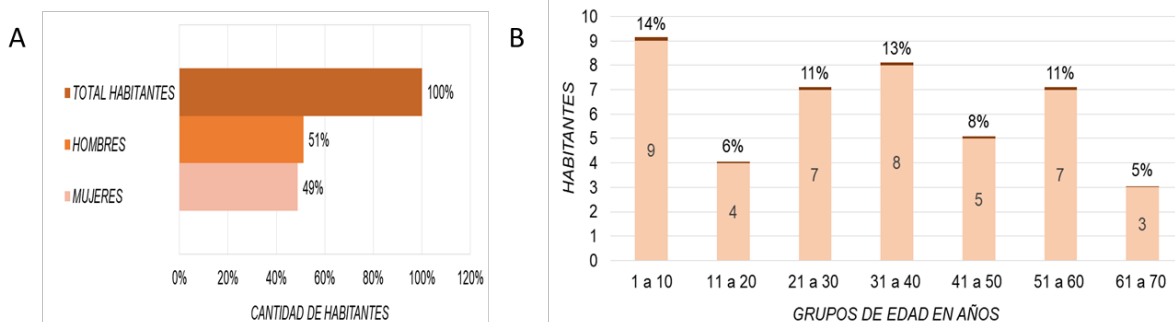 A
TOTAL HABITANTES
100%
HOMBRES
51%
MUJERES
49%
0% 20% 40% 60% 80% 100% 120%
CANTIDAD DE HABITANTES
B
HABITANTES
10
9
8
7
6
5
4
3
2
1
0
14%
6%
11%
13%
8%
11%
5%
9
4
7
8
5
7
3
1 a 10 11 a 20 21 a 30 31 a 40 41 a 50 51 a 60 61 a 70
GRUPOS DE EDAD EN AÑOS